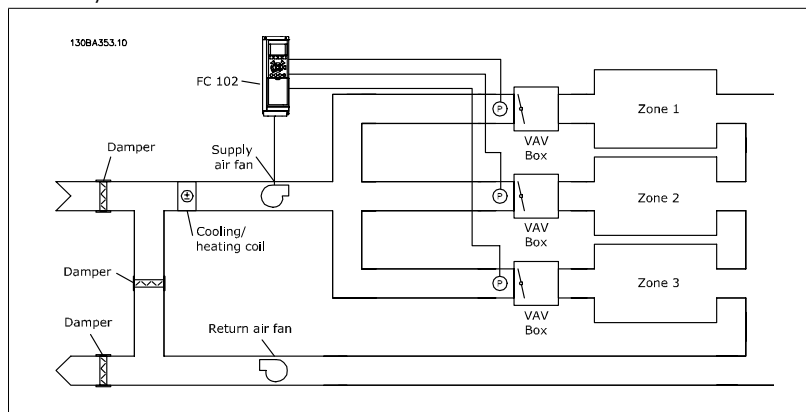 130BA353.10
FC 102
Damper
Supply
air fan
Cooling/
heating coil
Damper
Damper
Return air fan
P
VAV
Box
Zone 1
P
VAV
Box
Zone 2
P
VAV
Box
Zone 3